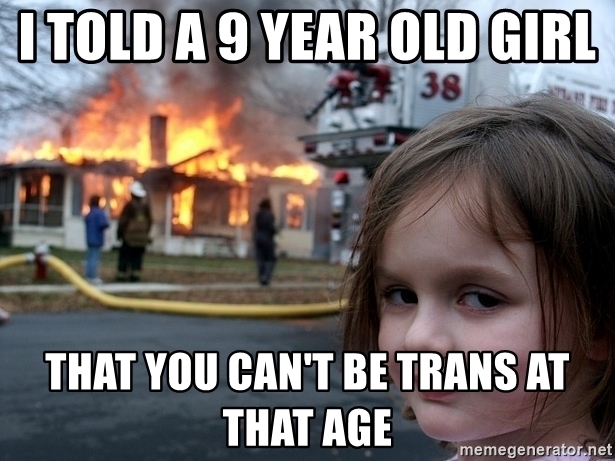 I TOLD A 9 YEAR OLD GIRL
38
THAT YOU CAN'T BE TRANS AT
THAT AGE
memegenerator.net